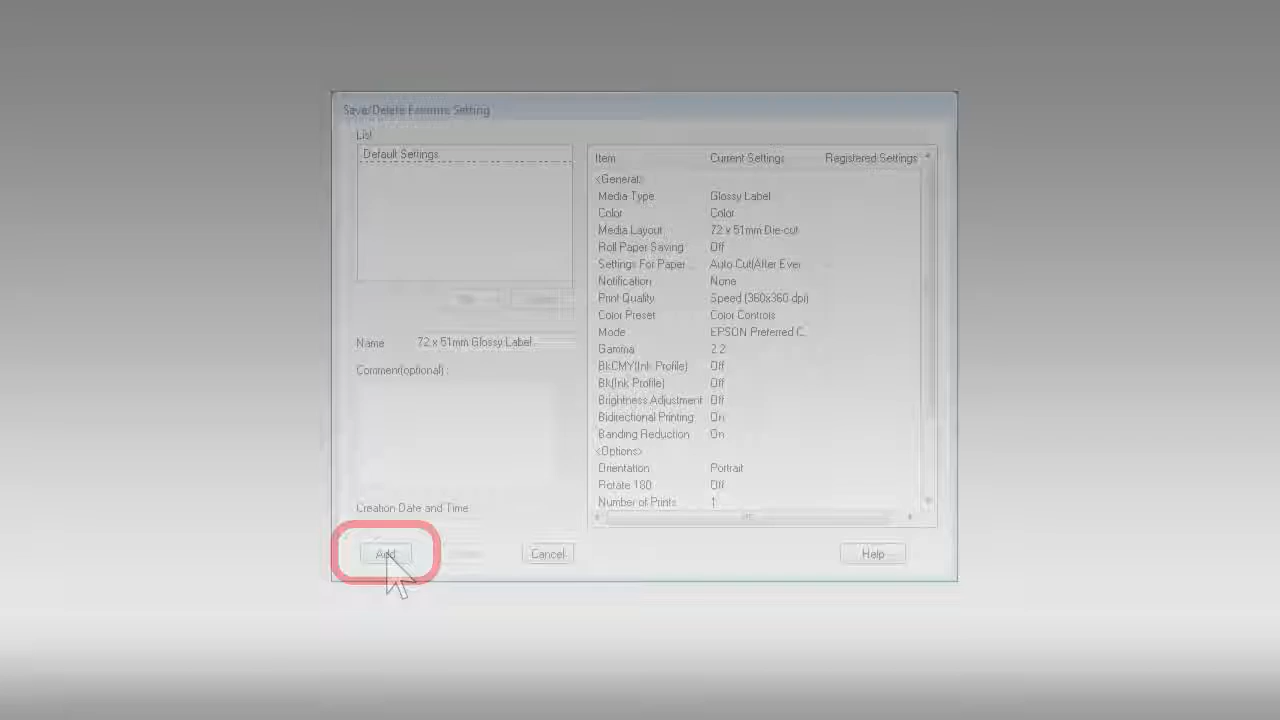 Save/Delete Favorite Setting
List
Default Settings
Name 72 x 51mm Glossy Label
Comment(optional) :
Creation Date and Time
Add
Cancel
Item Current Settings Registered Settings
<General>
Media Type Glossy Label
Color Color
Media Layout 72 x 51mm Die-cut
Roll Paper Saving Off
Settings For Paper ... Auto Cut(After Ever
Notification None
Print Quality Speed (360x360 dpi)
Color Preset Color Controls
Mode EPSON Preferred C.
Gamma 2.2
BkCMY(Ink Profile) Off
Bk(Ink Profile) Off
Brightness Adjustment Off
Bidirectional Printing On
Banding Reduction On
<Options>
Orientation Portrait
Rotate 180 Off
Number of Prints 1
Help